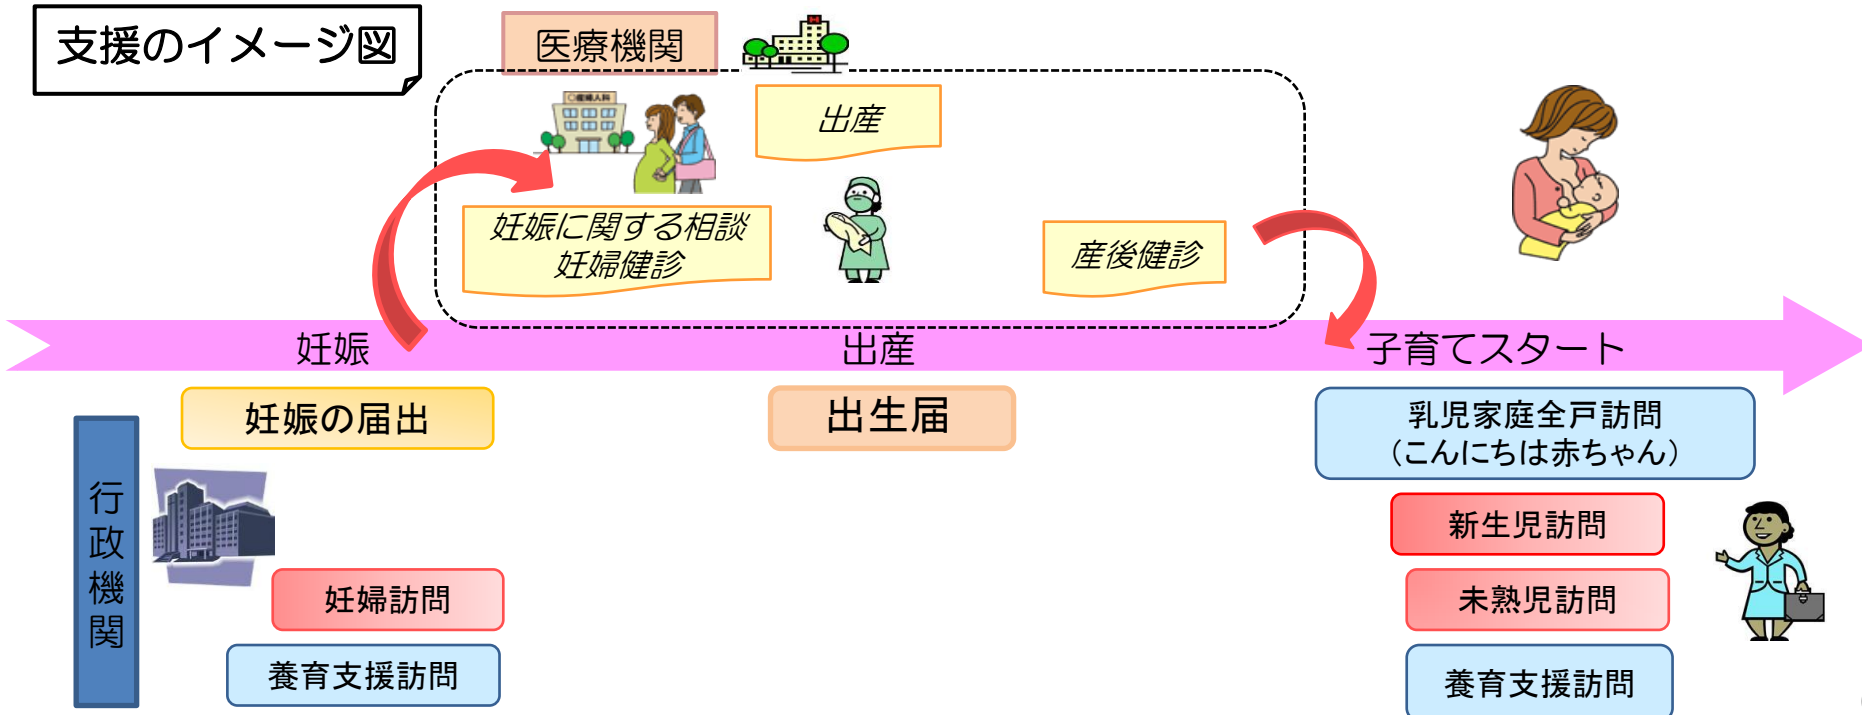 支援のイメージ図
医療機関
○産婦人科
出産
妊娠に関する相談
妊婦健診
産後健診
妊娠
出産
子育てスタート
行政機関
妊娠の届出
出生届
乳児家庭全戸訪問
（こんにちは赤ちゃん）
新生児訪問
妊婦訪問
未熟児訪問
養育支援訪問
養育支援訪問